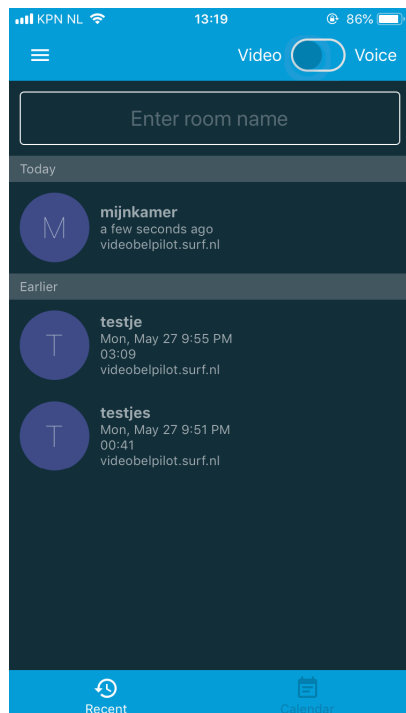 KPN NL 13:19 86%
Video Voice
Enter room name
Today
M
mijnkamer
a few seconds ago
videobelpilot.surf.nl
Earlier
T
testje
Mon, May 27 9:55 PM
03:09
videobelpilot.surf.nl
T
testjes
Mon, May 27 9:51 PM
00:41
videobelpilot.surf.nl
Recent Calendar